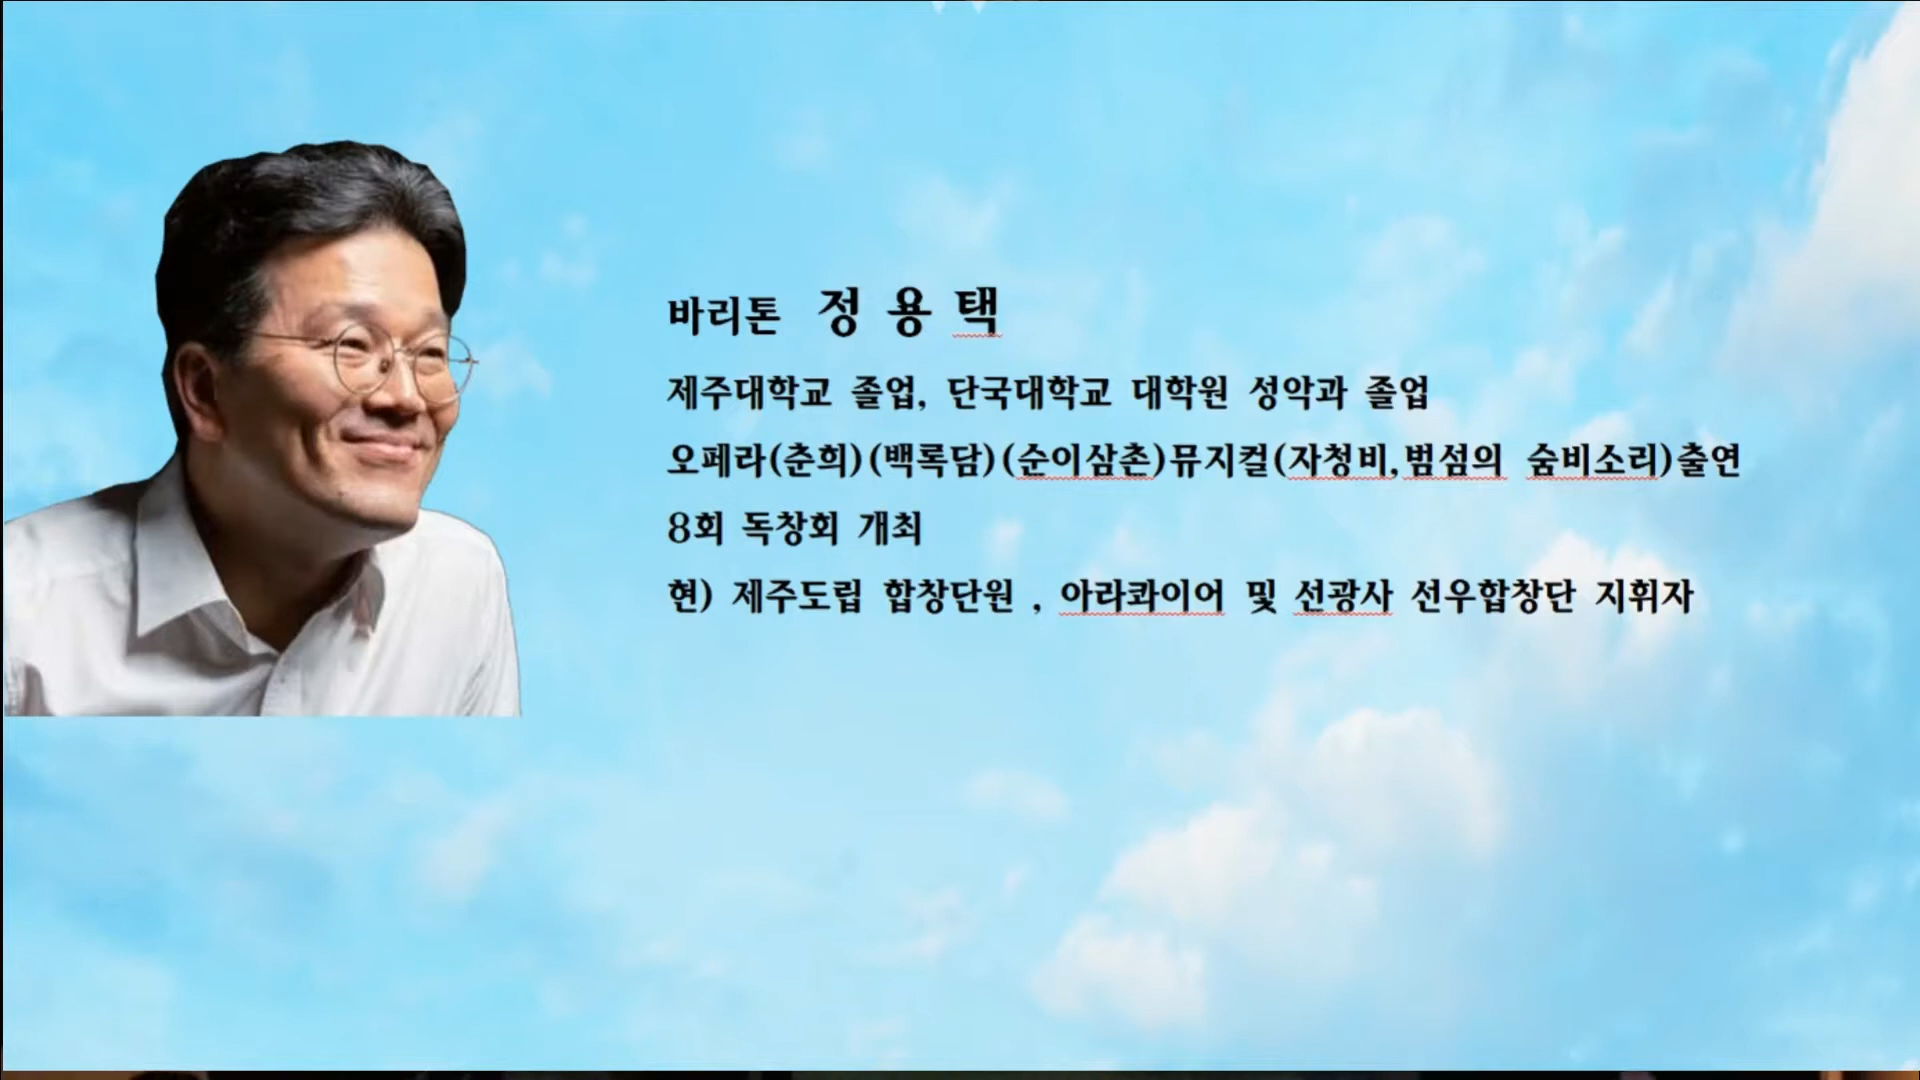 바리톤 정 용 택
제주대학교 졸업, 단국대학교 대학원 성악과 졸업
오페라(춘희)(백록담)(순이삼촌)뮤지컬(자청비,범섬의 숨비소리)출연
8회 독창회 개최
현) 제주도립 합창단원 , 아라콰이어 및 선광사 선우합창단 지휘자